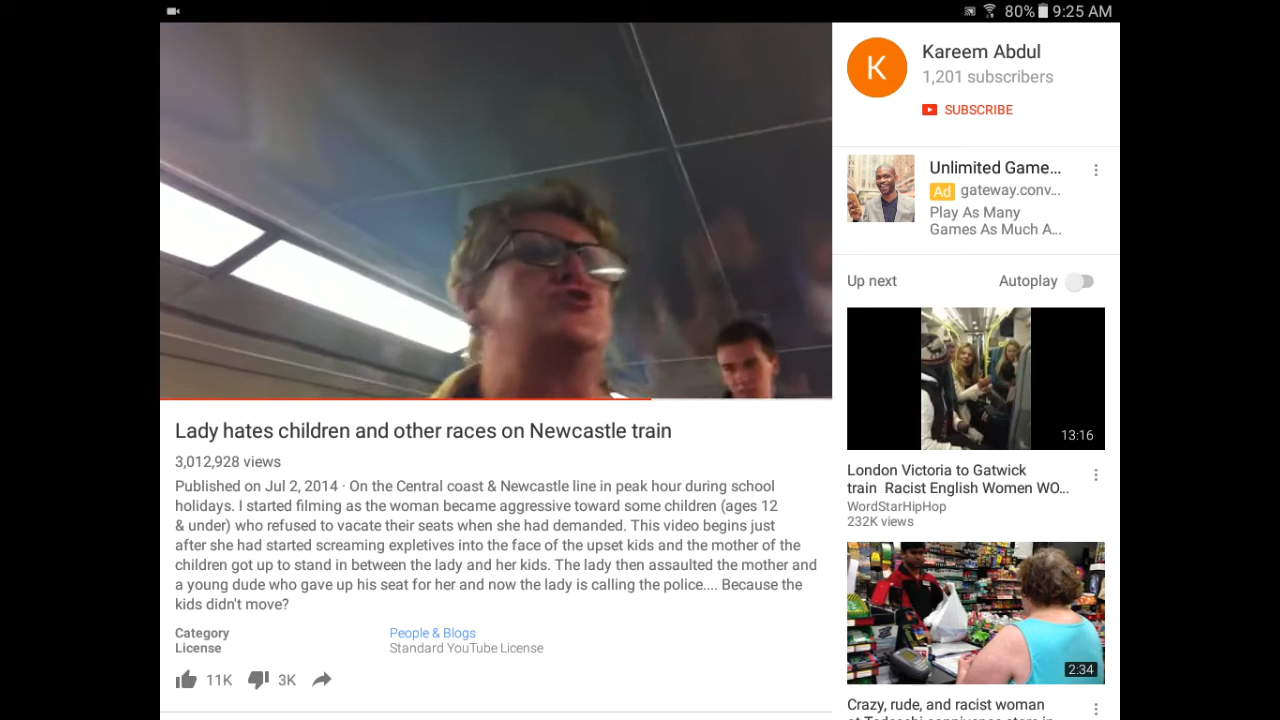 80% 9:25 AM
K
Kareem Abdul
1,201 subscribers
SUBSCRIBE
Unlimited Game...
Ad gateway.conv...
Play As Many
Games As Much A...
Up next Autoplay
13:16
London Victoria to Gatwick
train Racist English Women WO...
WordStarHipHop
232K views
2:34
Crazy, rude, and racist woman
at Tedeschi convience store in
Lady hates children and other races on Newcastle train
3,012,928 views
Published on Jul 2, 2014 · On the Central coast & Newcastle line in peak hour during school
holidays. I started filming as the woman became aggressive toward some children (ages 12
& under) who refused to vacate their seats when she had demanded. This video begins just
after she had started screaming expletives into the face of the upset kids and the mother of the
children got up to stand in between the lady and her kids. The lady then assaulted the mother and
a young dude who gave up his seat for her and now the lady is calling the police.... Because the
kids didn't move?
Category People & Blogs
License Standard YouTube License
11K 3K